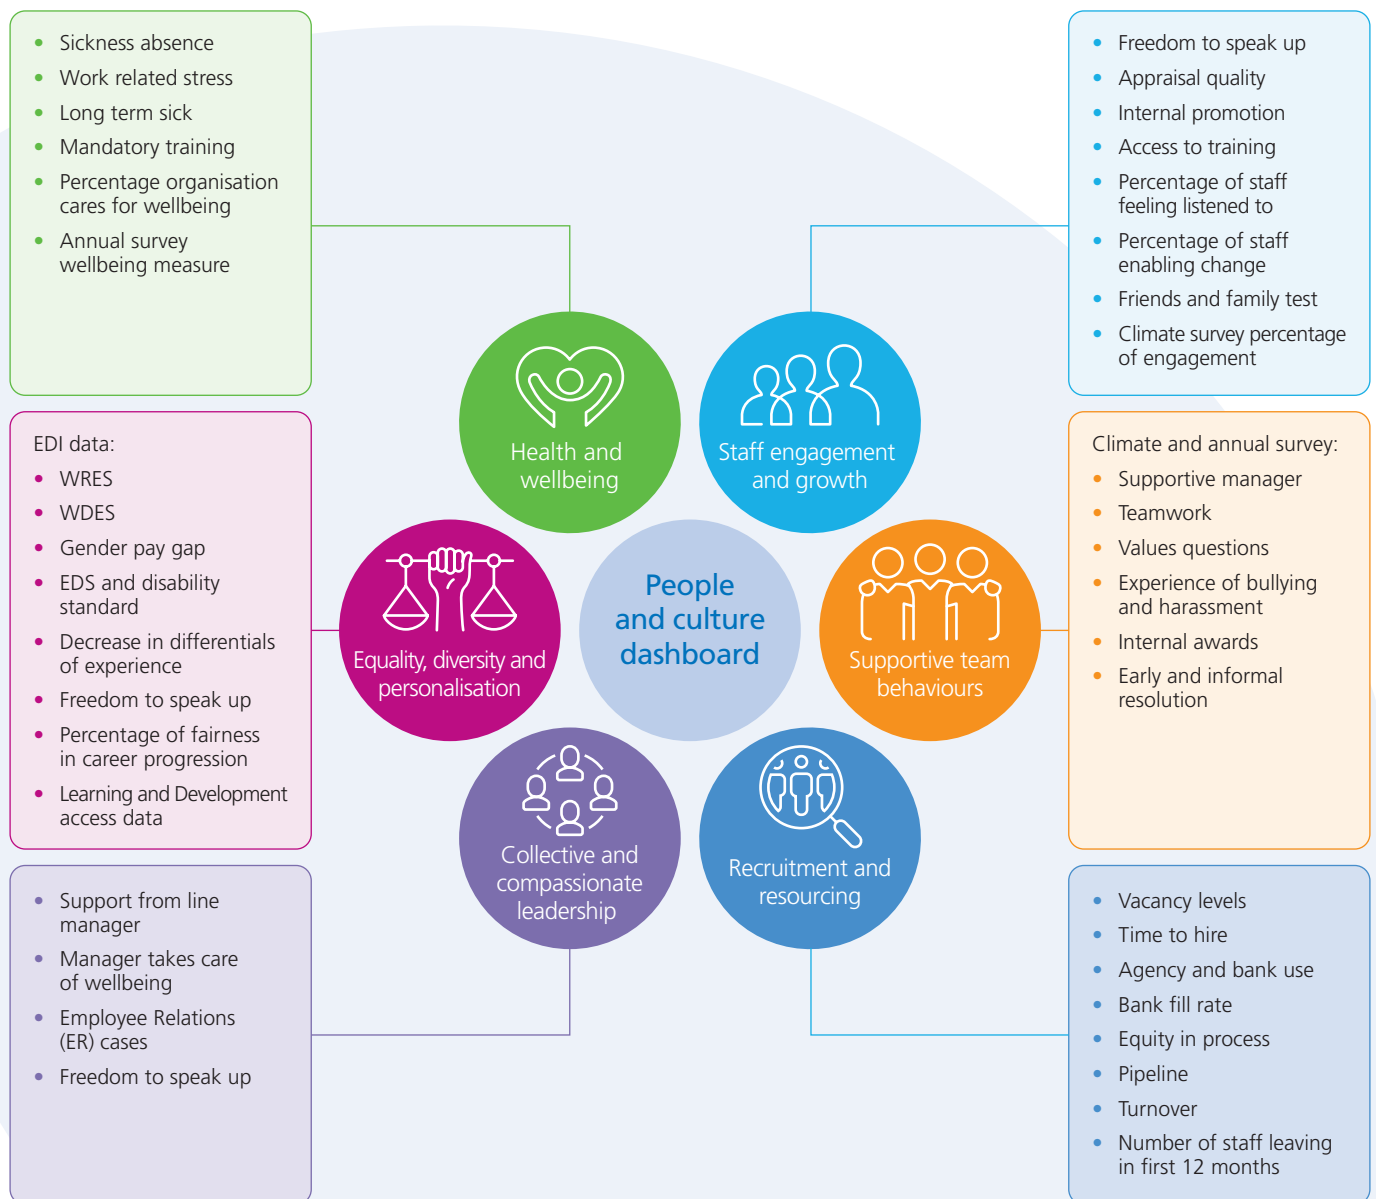 • Sickness absence
• Work related stress
• Long term sick
• Mandatory training
• Percentage organisation
cares for wellbeing
• Annual survey
wellbeing measure
• Freedom to speak up
• Appraisal quality
• Internal promotion
• Access to training
• Percentage of staff
feeling listened to
• Percentage of staff
enabling change
• Friends and family test
• Climate survey percentage
of engagement
Health and
wellbeing
Staff engagement
and growth
EDI data:
• WRES
• WDES
• Gender pay gap
• EDS and disability
standard
• Decrease in differentials
of experience
• Freedom to speak up
• Percentage of fairness
in career progression
• Learning and Development
access data
Equality, diversity and
personalisation
People
and culture
dashboard
Supportive team
behaviours
Climate and annual survey:
• Supportive manager
• Teamwork
• Values questions
• Experience of bullying
and harassment
• Internal awards
• Early and informal
resolution
Collective and
compassionate
leadership
Recruitment and
resourcing
• Support from line
manager
• Manager takes care
of wellbeing
• Employee Relations
(ER) cases
• Freedom to speak up
• Vacancy levels
• Time to hire
• Agency and bank use
• Bank fill rate
• Equity in process
• Pipeline
• Turnover
• Number of staff leaving
in first 12 months